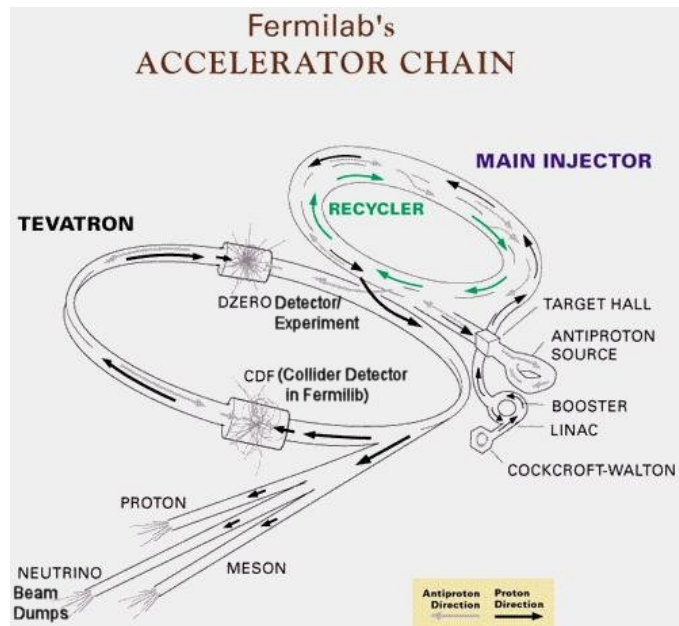 Fermilab's
ACCELERATOR CHAIN
MAIN INJECTOR
RECYCLER
TEVATRON
DZERO Detector/
Experiment
TARGET HALL
ANTIPROTON
SOURCE
CDF (Collider Detector
in Fermilib)
BOOSTER
LINAC
COCKCROFT-WALTON
PROTON
NEUTRINO
Beam
Dumps
MESON
Antiproton
Direction
Proton
Direction